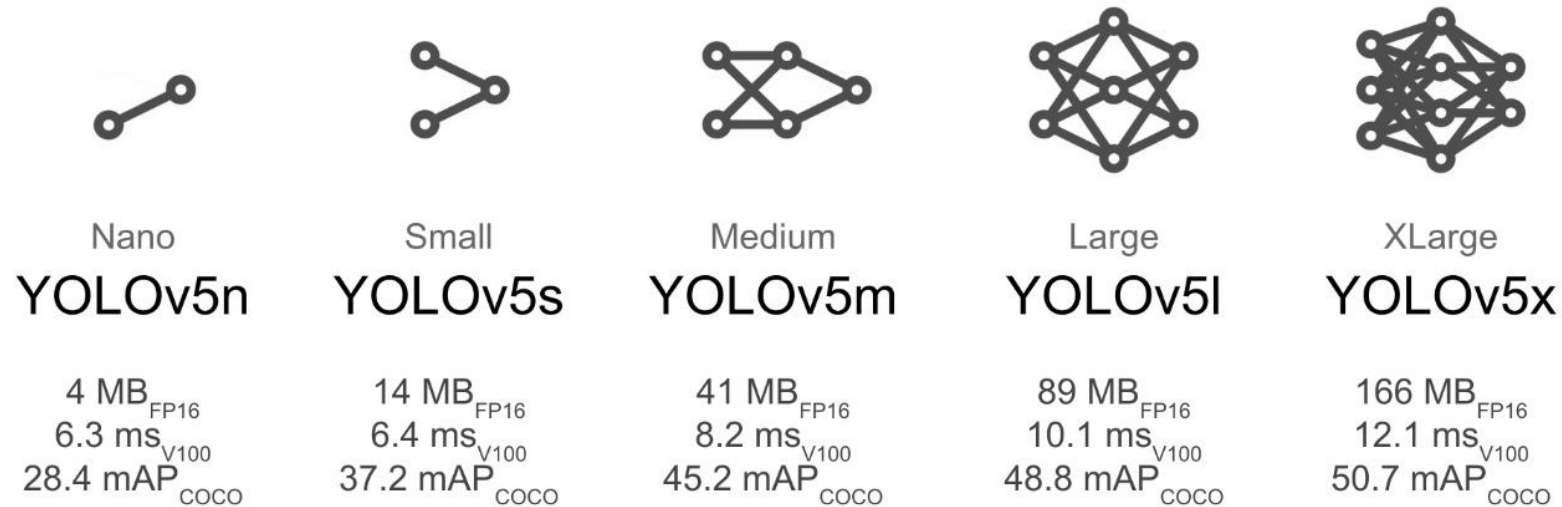 Nano
YOLOv5n
4 MB FP16
6.3 ms V100
28.4 mAP COCO
Small
YOLOv5s
14 MB FP16
6.4 ms V100
37.2 mAP COCO
Medium
YOLOv5m
41 MB FP16
8.2 ms V100
45.2 mAP COCO
Large
YOLOv5l
89 MB FP16
10.1 ms V100
48.8 mAP COCO
XLarge
YOLOv5x
166 MB FP16
12.1 ms V100
50.7 mAP COCO